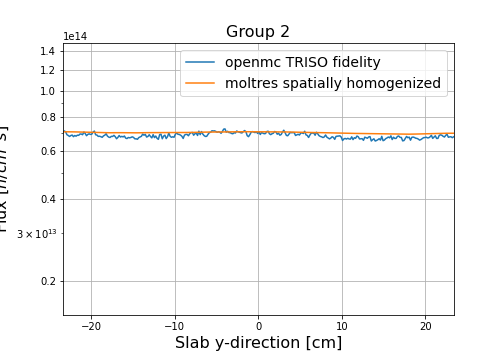 Group 2
1e14
openmc TRISO fidelity
moltres spatially homogenized
1.4
1.2
1.0
0.8
0.6
0.4
3 × 10¹³
0.2
−20
−10
0
10
20
Slab y-direction [cm]